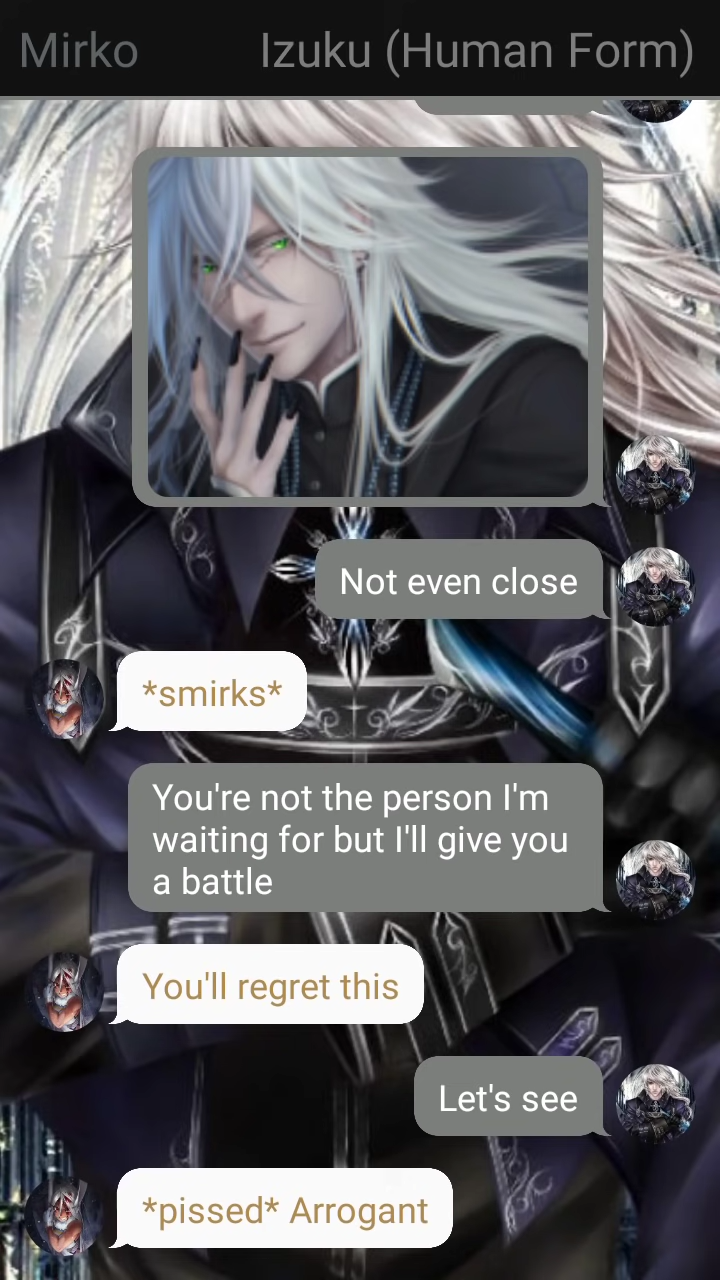 Mirko
Izuku (Human Form)
Not even close
*smirks*
You're not the person I'm
waiting for but I'll give you
a battle
You'll regret this
Let's see
*pissed* Arrogant